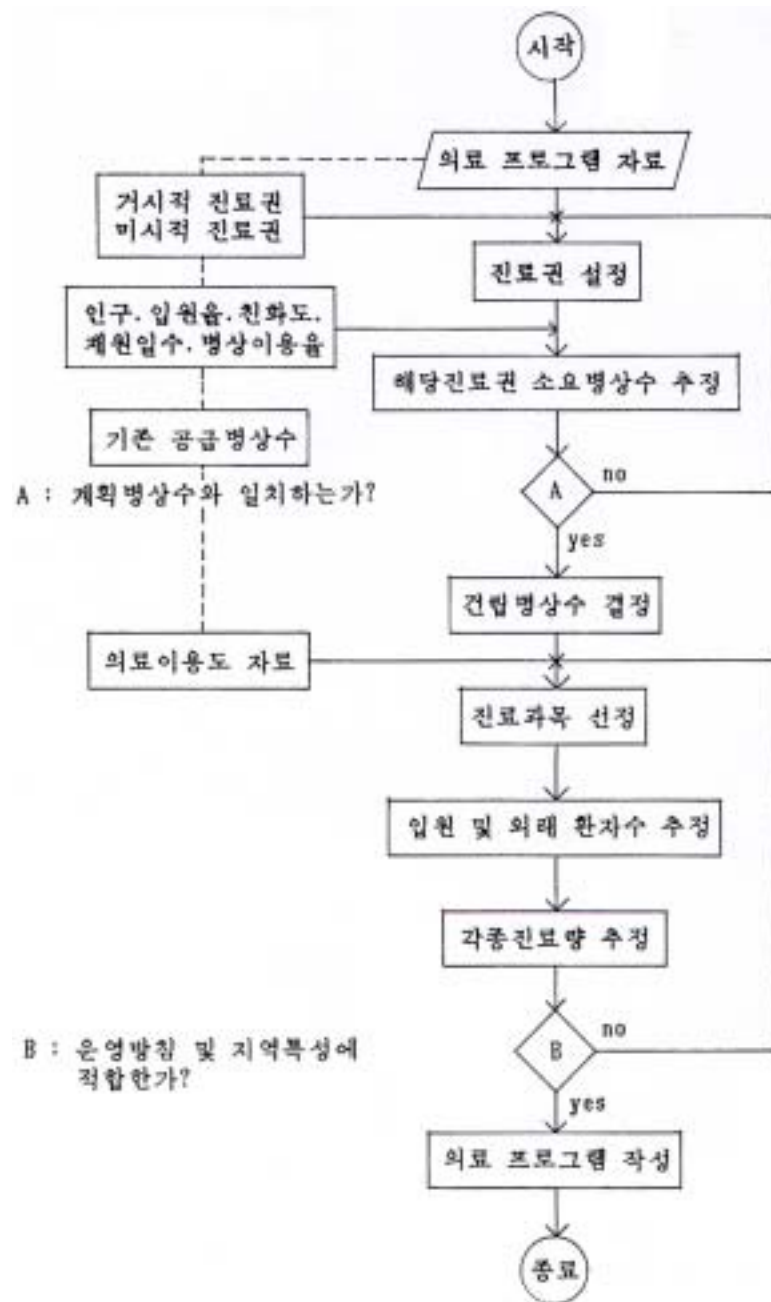 시작
의료 프로그램 자료
거시적 진료권
미시적 진료권
진료권 설정
인구.입원율.친화도.
재원일수.병상이용율
해당진료권 소요병상수 추정
기존 공급병상수
A : 계획병상수와 일치하는가?
A
no
yes
건립병상수 결정
의료이용도 자료
진료과목 선정
입원 및 외래 환자수 추정
각종진료량 추정
B : 운영방침 및 지역특성에
적합한가?
B
no
yes
의료 프로그램 작성
종료